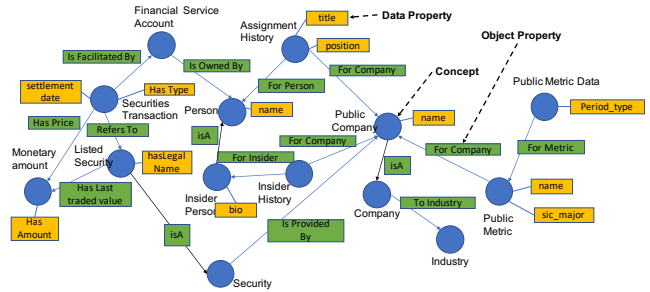 Financial Service
Account
Assignment
History
title
Data Property
position
Object Property
Is Facilitated By
Is Owned By
For Company
Concept
For Person
settlement
date
Has Type
Securities
Transaction
Person
name
Public
Company
name
Public Metric Data
Period_type
Has Price
Refers To
isA
For Company
For Company
For Metric
Monetary
amount
Listed
Security
hasLegal
Name
For Insider
isA
Has Last
traded value
Insider
Person
Insider
History
Company
To Industry
name
bio
Public
Metric
sic_major
Has
Amount
isA
Is Provided
By
Industry
Security